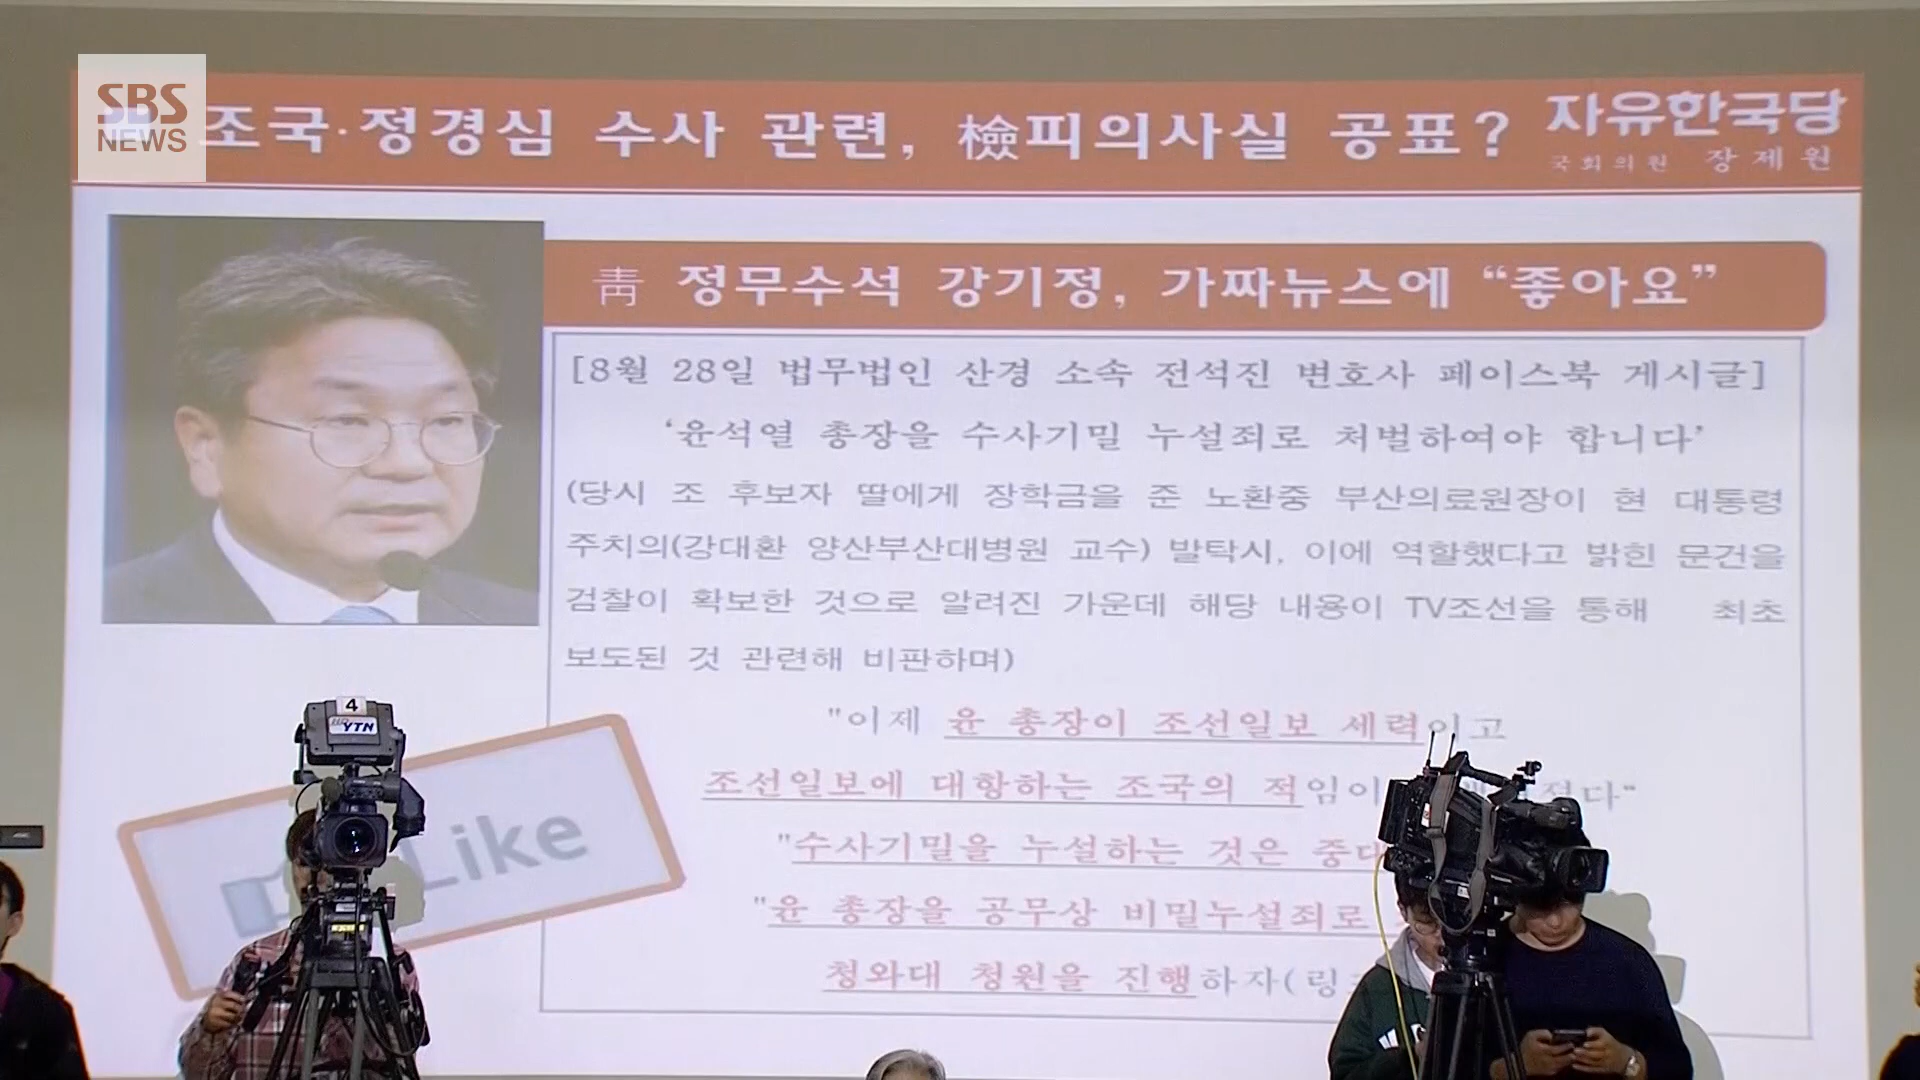 SBS
NEWS
조국·정경심 수사 관련, 檢피의사실 공표?
자유한국당
국회의원 장제원
靑 정무수석 강기정, 가짜뉴스에 “좋아요”
[8월 28일 법무법인 산경 소속 전석진 변호사 페이스북 게시글]
‘윤석열 총장을 수사기밀 누설죄로 처벌하여야 합니다’
(당시 조 후보자 딸에게 장학금을 준 노환중 부산의료원장이 현 대통령
주치의(강대환 양산부산대병원 교수) 발탁시, 이에 역할했다고 밝힌 문건을
검찰이 확보한 것으로 알려진 가운데 해당 내용이 TV조선을 통해 최초
보도된 것 관련해 비판하며)
"이제 윤 총장이 조선일보 세력이고
조선일보에 대항하는 조국의 적임이
"수사기밀을 누설하는 것은
"윤 총장을 공무상 비밀누설죄로
청와대 청원을 진행하자(
Like
4
YTN